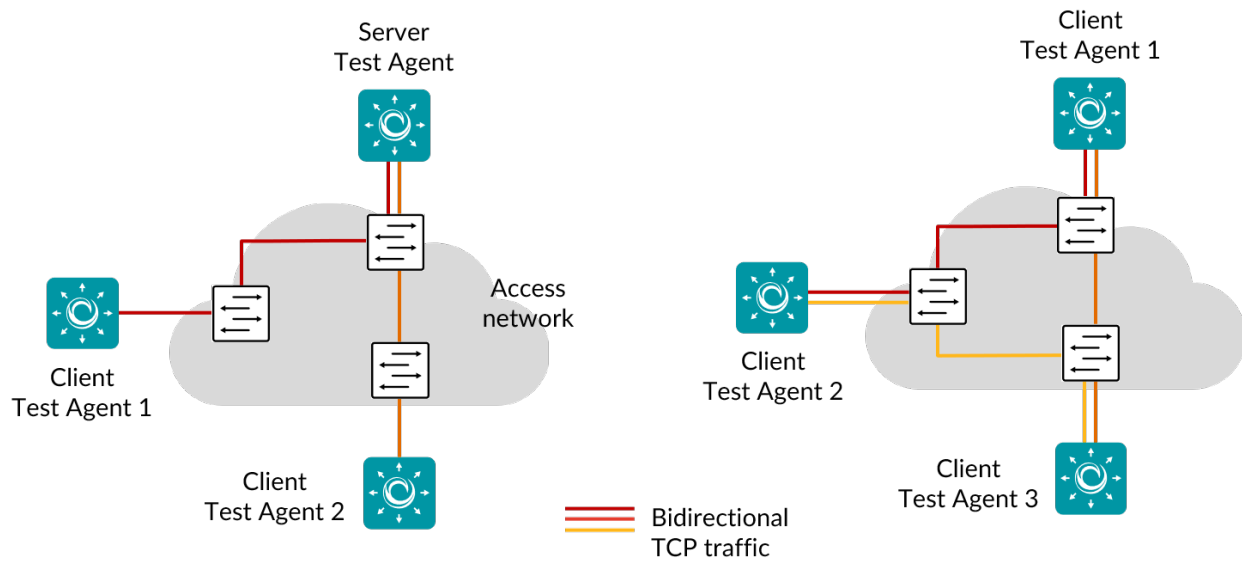 Server
Test Agent
Client
Test Agent 1
Access
network
Client
Test Agent 1
Client
Test Agent 2
Client
Test Agent 2
Client
Test Agent 3
Bidirectional
TCP traffic